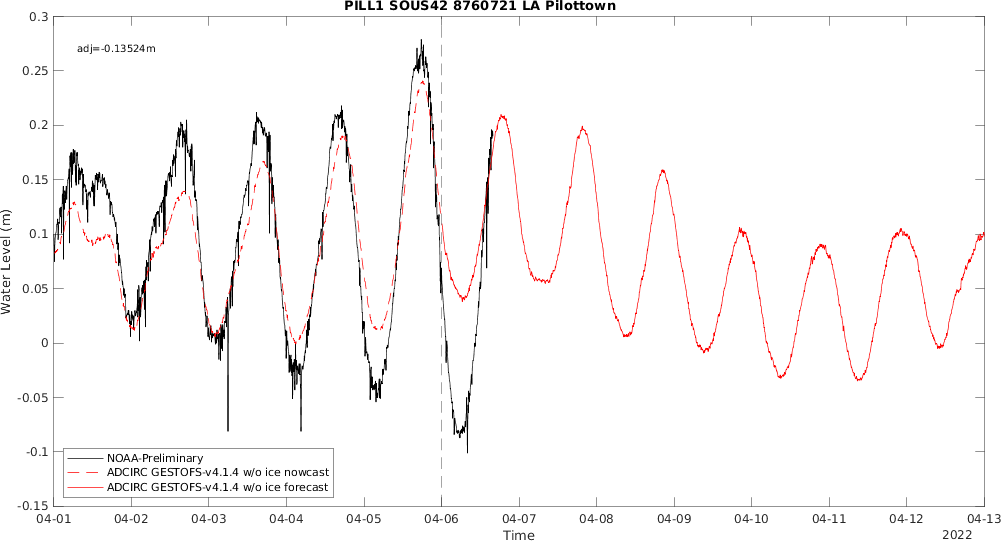 PILL1 SOUS42 8760721 LA Pilottown
adj=-0.13524m
0.3
0.25
0.2
0.15
0.1
0.05
0
-0.05
-0.1
-0.15
Water Level (m)
NOAA-Preliminary
ADCIRC GESTOFS-v4.1.4 w/o ice nowcast
ADCIRC GESTOFS-v4.1.4 w/o ice forecast
04-01 04-02 04-03 04-04 04-05 04-06 04-07 04-08 04-09 04-10 04-11 04-12 04-13
Time
2022